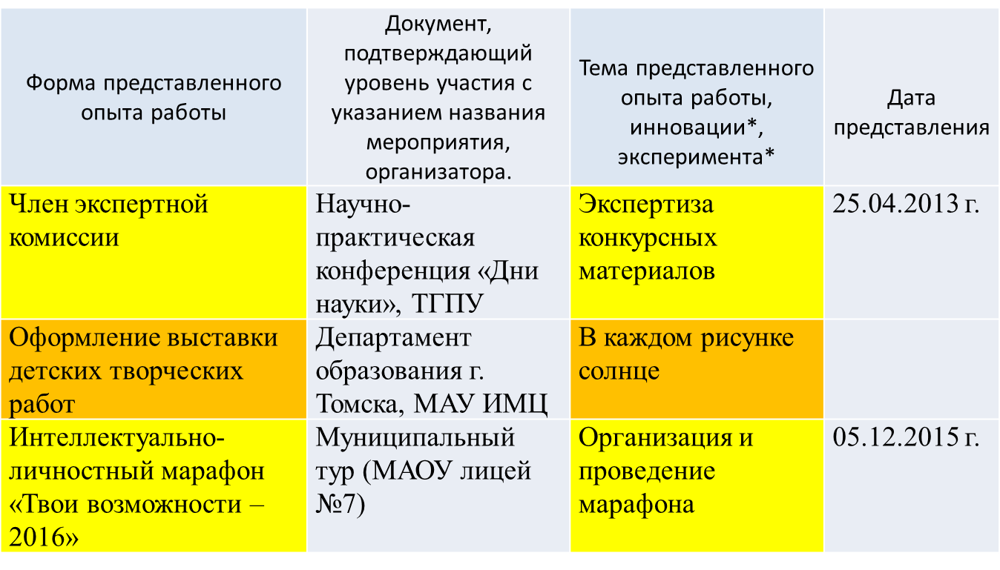 Форма представленного
опыта работы
Документ,
подтверждающий
уровень участия с
указанием названия
мероприятия,
организатора.
Тема представленного
опыта работы,
инновации*,
эксперимента*
Дата
представления
Член экспертной
комиссии
Научно-
практическая
конференция «Дни
науки», ТГПУ
Экспертиза
конкурсных
материалов
25.04.2013 г.
Оформление выставки
детских творческих
работ
Департамент
образования г.
Томска, МАУ ИМЦ
В каждом рисунке
солнце
Интеллектуально-
личностный марафон
«Твои возможности –
2016»
Муниципальный
тур (МАОУ лицей
№7)
Организация и
проведение
марафона
05.12.2015 г.